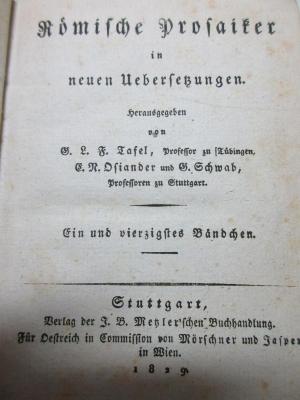 Römische Prosaiker
in
neuen Uebersetzungen.
Herausgegeben
von
G. L. F. Tafel, Professor zu Tübingen,
C. N. Osiander und G. Schwab,
Professoren zu Stuttgart.
Ein und vierzigstes Bändchen.
Stuttgart,
Verlag der J. B. Metzler'schen Buchhandlung.
Für Oestreich in Commission von Mörschner und Jasper
in Wien.
1829.